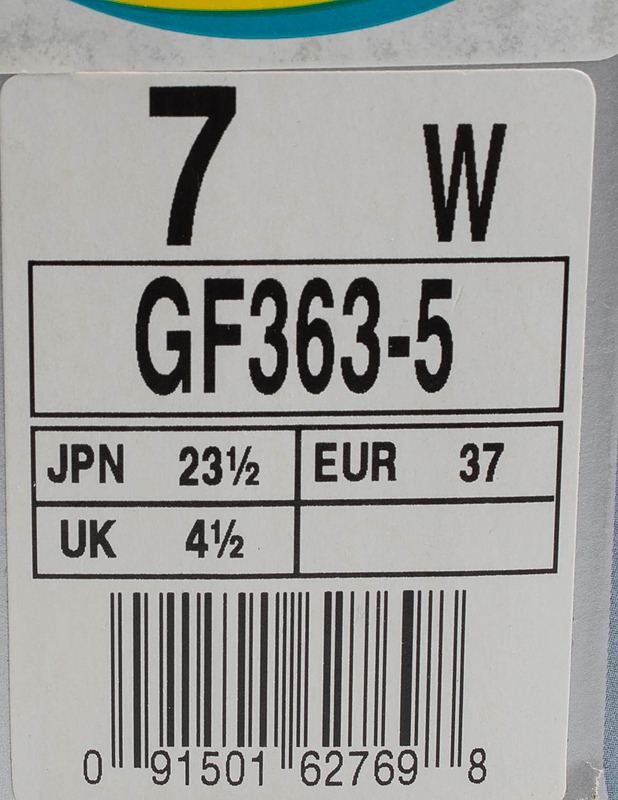 7 W
GF363-5
JPN 23½ EUR 37
UK 4½
0 91501 62769 8